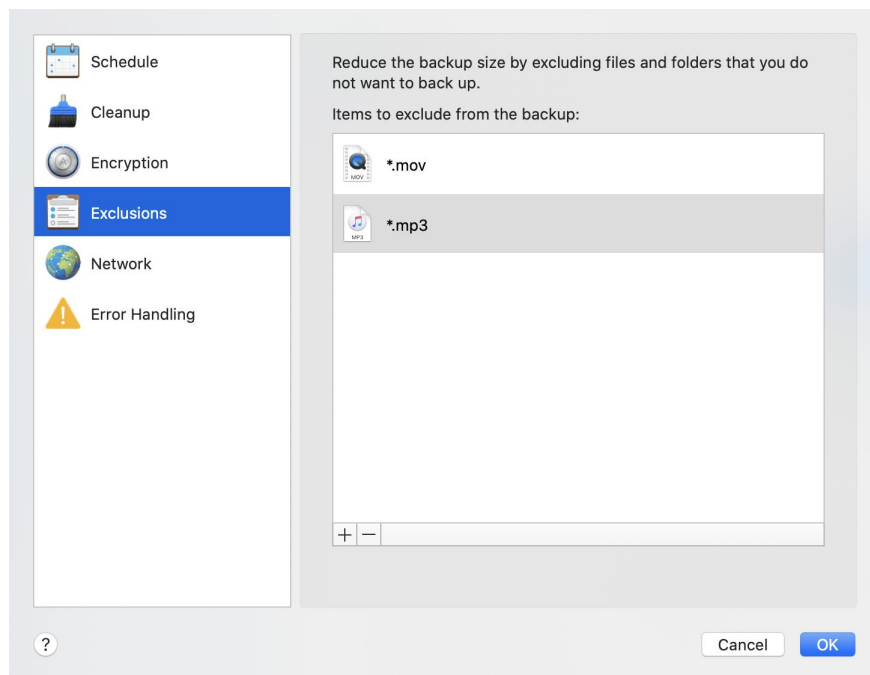 Schedule
Cleanup
Encryption
Exclusions
Network
Error Handling
Reduce the backup size by excluding files and folders that you do
not want to back up.
Items to exclude from the backup:
MOV
*.mov
MP3
*.mp3
+ −
?
Cancel
OK